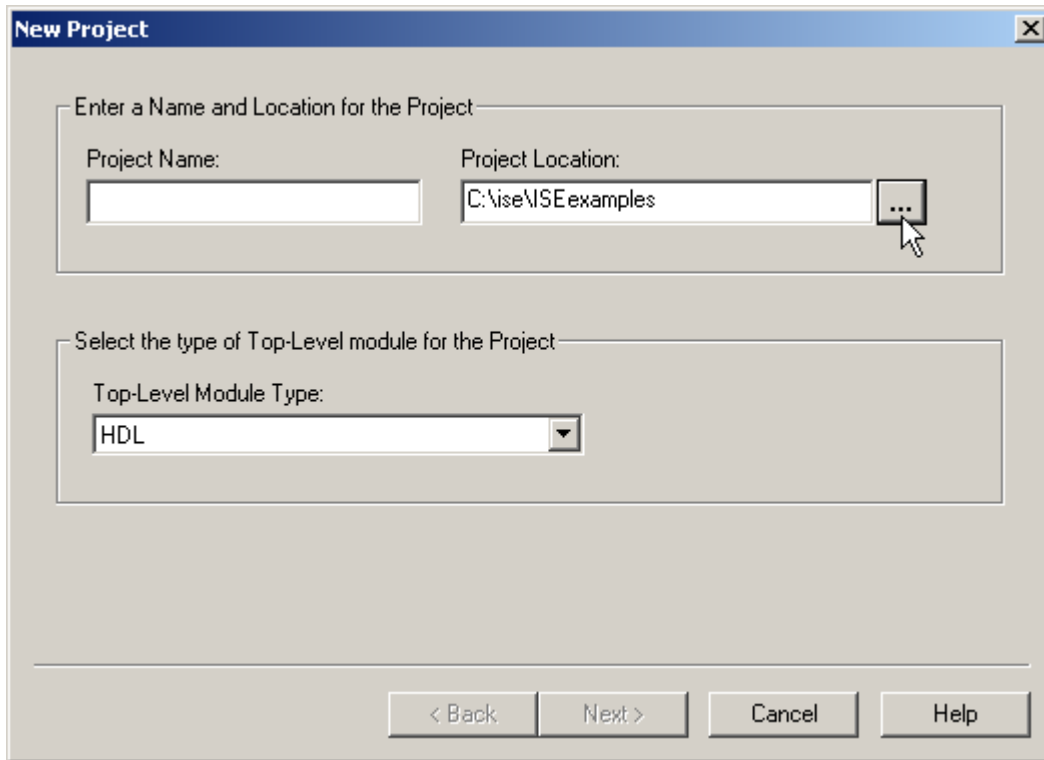 New Project
Enter a Name and Location for the Project
Project Name: Project Location:
C:\ise\ISEexamples ...
Select the type of Top-Level module for the Project
Top-Level Module Type:
HDL
< Back Next > Cancel Help